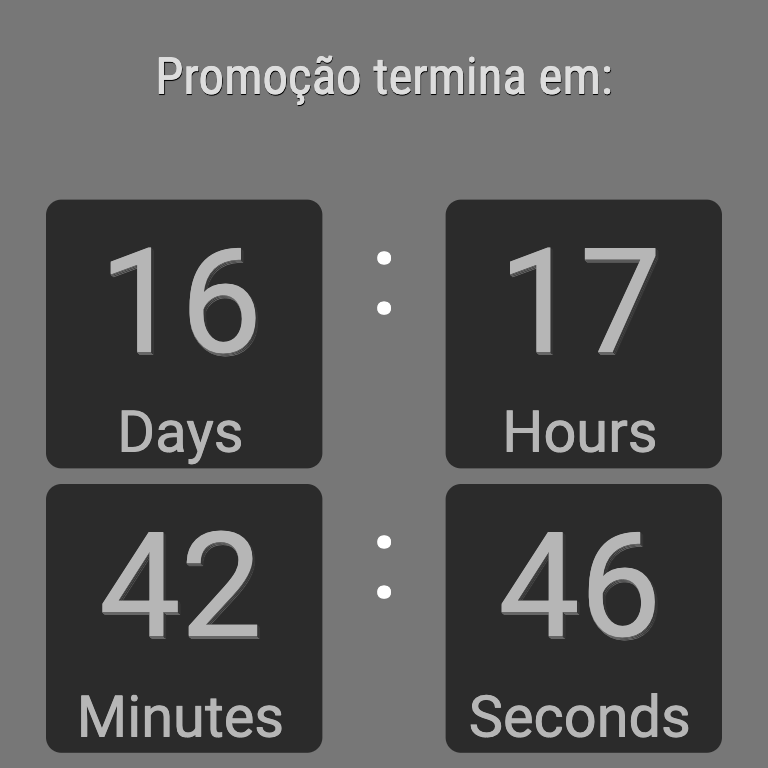 Promoção termina em:
16 : 17
Days Hours
42 : 46
Minutes Seconds